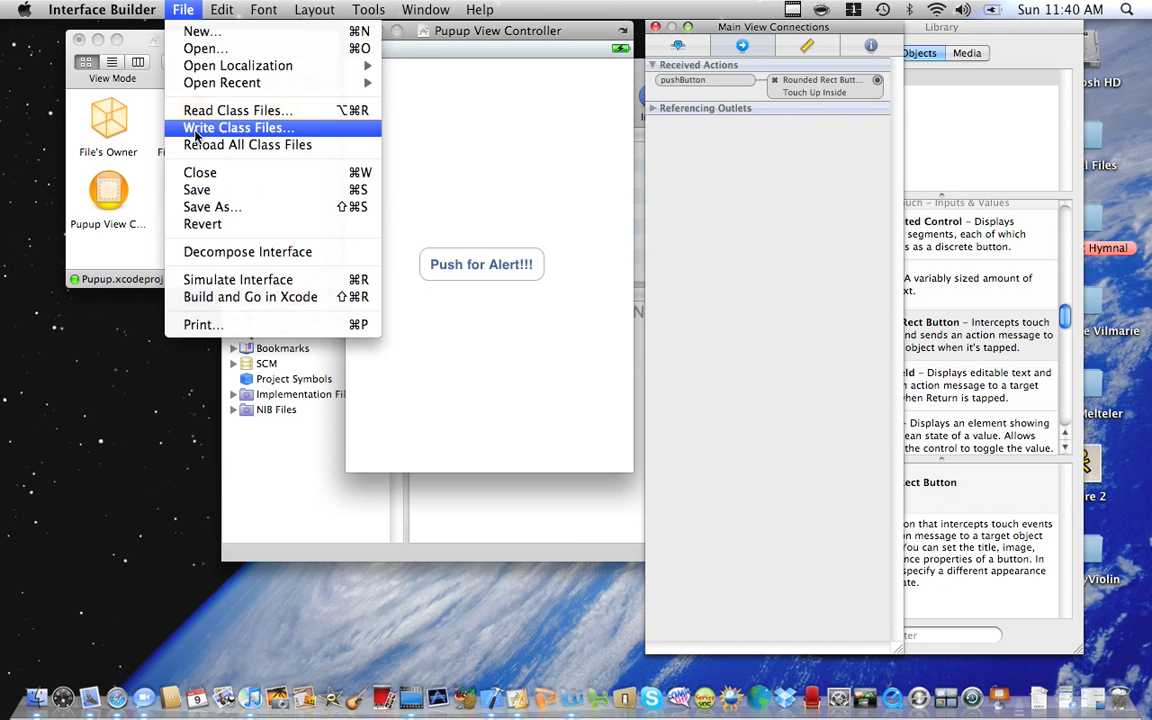 Interface Builder File Edit Font Layout Tools Window Help Sun 11:40 AM
New... ⌘N
Open... ⌘O
Open Localization
Open Recent
Read Class Files... ⌥⌘R
Write Class Files...
Reload All Class Files
Close ⌘W
Save ⌘S
Save As... ⇧⌘S
Revert
Decompose Interface
Simulate Interface ⌘R
Build and Go in Xcode ⇧⌘R
Print... ⌘P
View Mode
File's Owner
Pupup View C...
Pupup.xcodeproj
Bookmarks
SCM
Project Symbols
Implementation Fil
NIB Files
Pupup View Controller
Push for Alert!!!
Main View Connections
Received Actions
pushButton
Rounded Rect Butt...
Touch Up Inside
Referencing Outlets
Library
Objects Media
ouch - Inputs & Values
ted Control - Displays
segments, each of which
s as a discrete button.
A variably sized amount of
xt.
Rect Button - Intercepts touch
nd sends an action message to
object when it's tapped.
eld - Displays editable text and
n action message to a target
hen Return is tapped.
- Displays an element showing
ean state of a value. Allows
the control to toggle the value.
Rect Button
on that intercepts touch events
n message to a target object
You can set the title, image,
nce properties of a button. In
specify a different appearance
ate.
ter
osh HD
l Files
t Hymnal
e Vilmarie
Melteler
re 2
yViolin